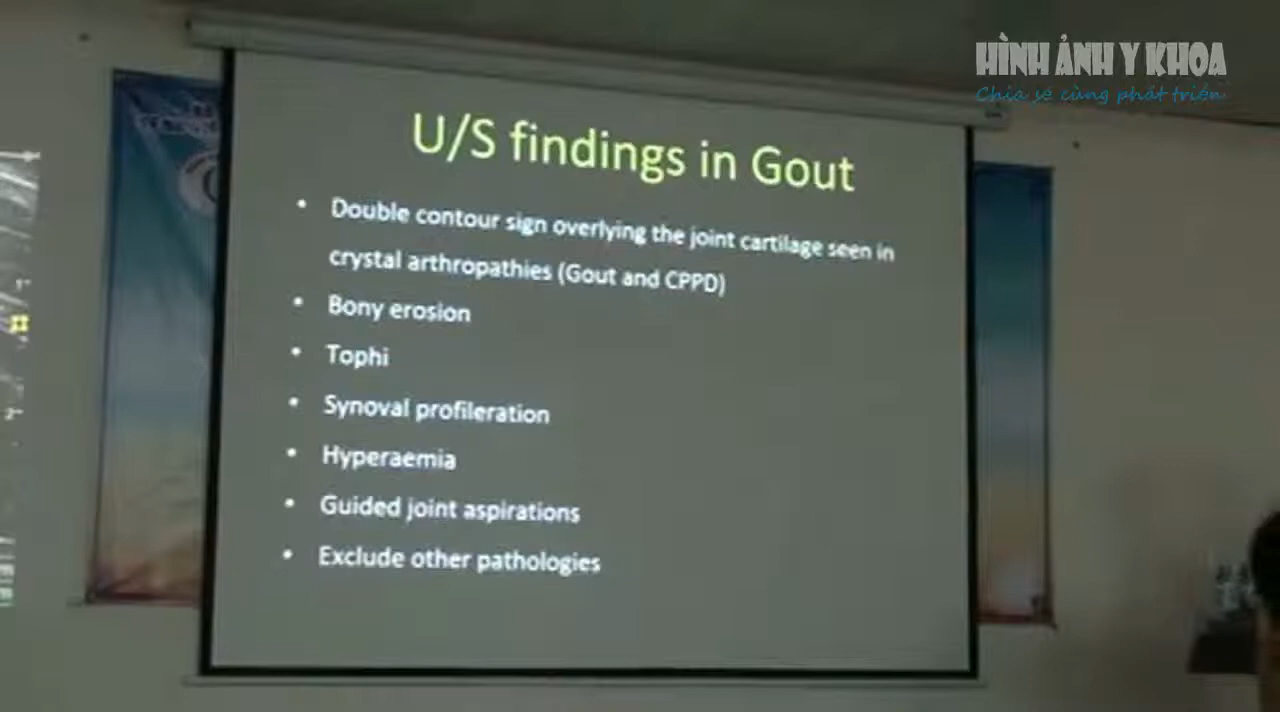 HÌNH ẢNH Y KHOA
Chia sẻ cùng phát triển
U/S findings in Gout
• Double contour sign overlying the joint cartilage seen in
crystal arthropathies (Gout and CPPD)
• Bony erosion
• Tophi
• Synoval profileration
• Hyperaemia
• Guided joint aspirations
• Exclude other pathologies